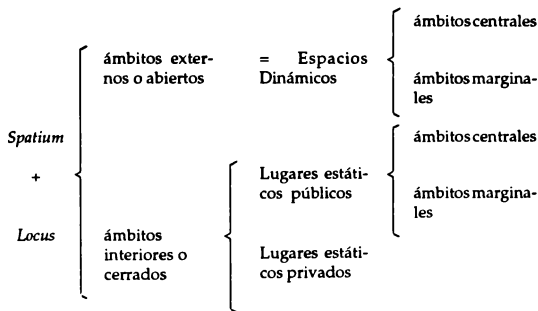 ámbitos centrales
ámbitos exter-
nos o abiertos
= Espacios
Dinámicos
ámbitos margina-
les
Spatium
+
Locus
ámbitos
interiores o
cerrados
Lugares estáti-
cos públicos
ámbitos centrales
ámbitos margina-
les
Lugares estáti-
cos privados